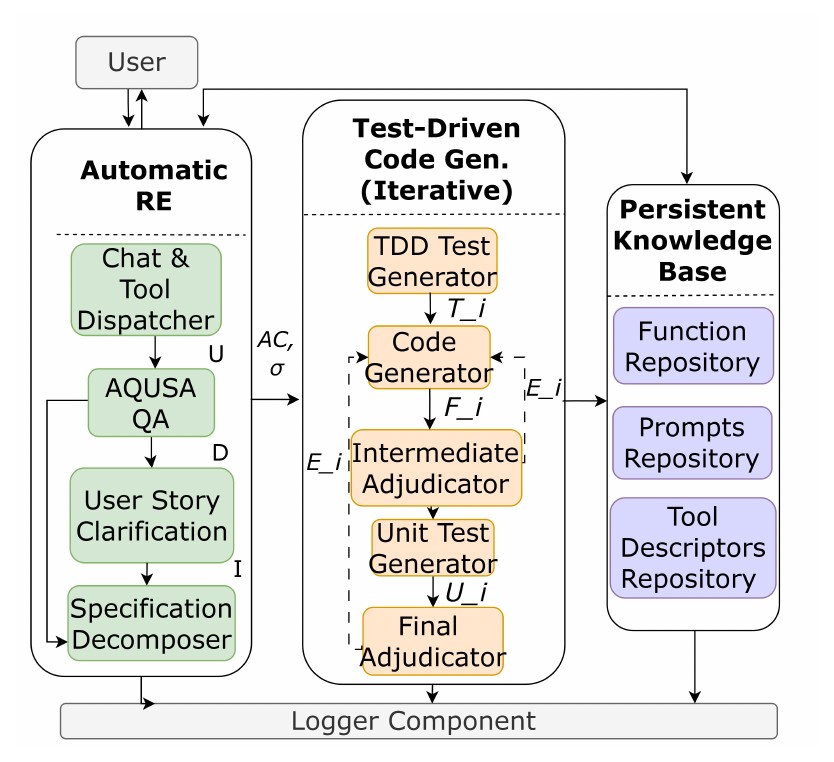 User
Automatic
RE
Chat &
Tool
Dispatcher
U
AQUSA
QA
D
User Story
Clarification
I
Specification
Decomposer
AC,
σ
Test-Driven
Code Gen.
(Iterative)
TDD Test
Generator
T_i
Code
Generator
E_i
F_i
Intermediate
Adjudicator
E_i
Unit Test
Generator
U_i
Final
Adjudicator
Persistent
Knowledge
Base
Function
Repository
Prompts
Repository
Tool
Descriptors
Repository
Logger Component